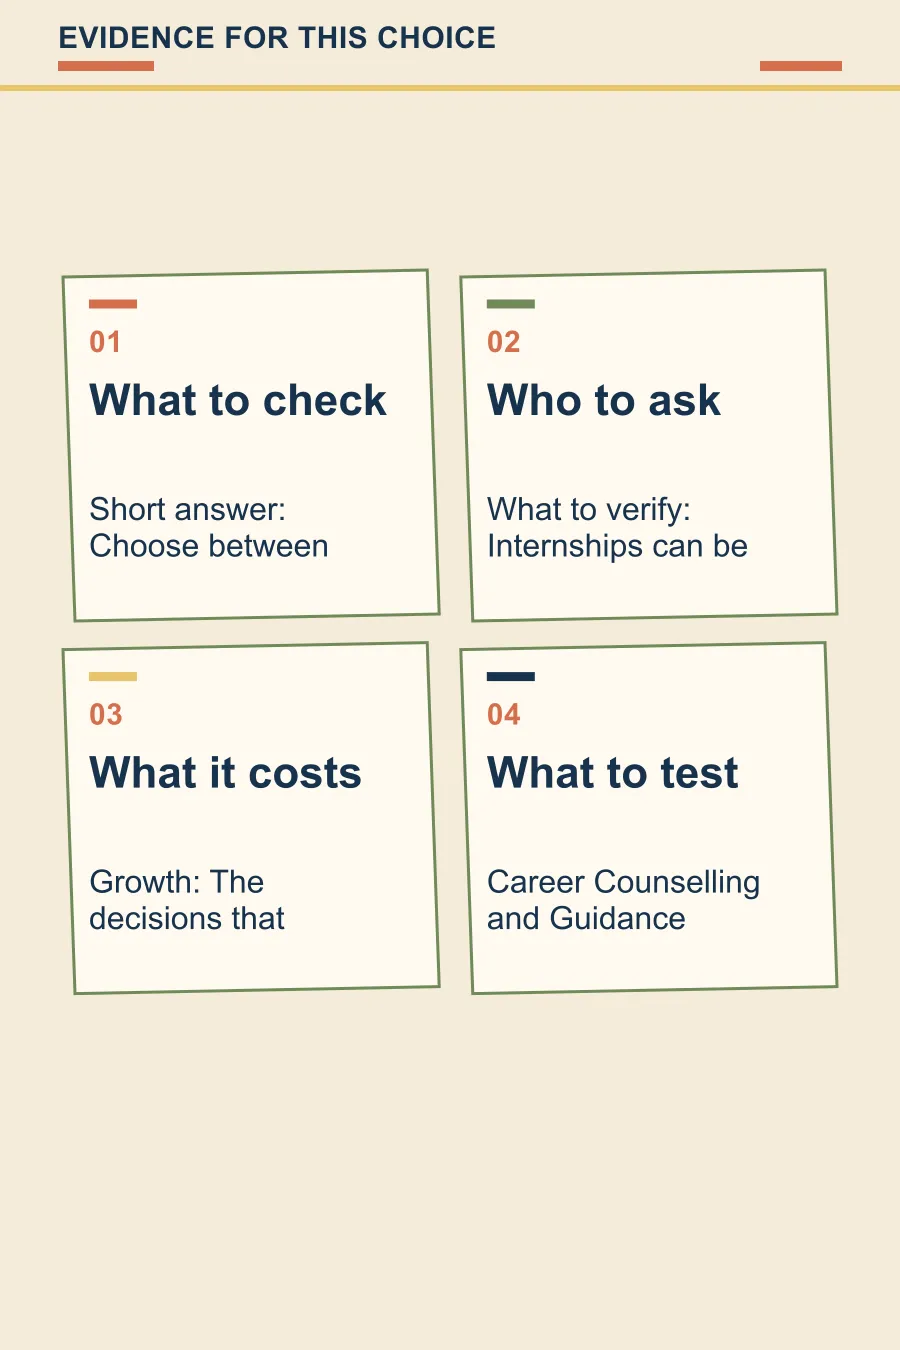 EVIDENCE FOR THIS CHOICE
01
What to check
Short answer:
Choose between
02
Who to ask
What to verify:
Internships can be
03
What it costs
Growth: The
decisions that
04
What to test
Career Counselling
and Guidance